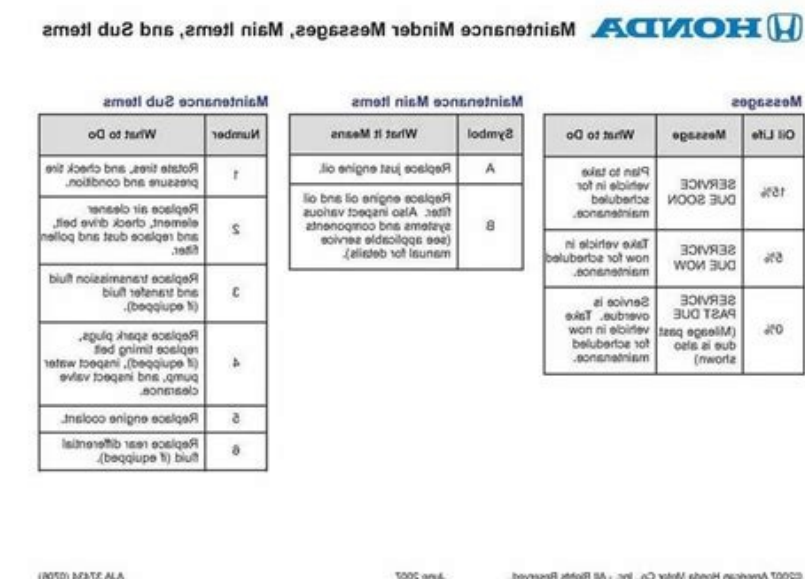 HONDA Maintenance Minder Messages, Main Items, and Sub Items
Messages
Oil Life Message What to Do
15%
SERVICE
DUE SOON
Plan to take
vehicle in for
scheduled
maintenance.
5%
SERVICE
DUE NOW
Take vehicle in
now for scheduled
maintenance.
0%
SERVICE
PAST DUE
(Mileage past
due is also
shown)
Service is
overdue. Take
vehicle in now
for scheduled
maintenance.
Maintenance Main Items
Symbol What It Means
A
Replace just engine oil.
B
Replace engine oil and oil
filter. Also inspect various
systems and components
(see applicable service
manual for details).
Maintenance Sub Items
Number What to Do
1
Rotate tires, and check tire
pressure and condition.
2
Replace air cleaner
element, check drive belt,
and replace dust and pollen
filter.
3
Replace transmission fluid
and transfer fluid
(if equipped).
4
Replace spark plugs,
replace timing belt
(if equipped), inspect water
pump, and inspect valve
clearance.
5
Replace engine coolant.
6
Replace rear differential
fluid (if equipped).
©2007 American Honda Motor Co., Inc. - All Rights Reserved. June 2007 AJA 37434 (0706)